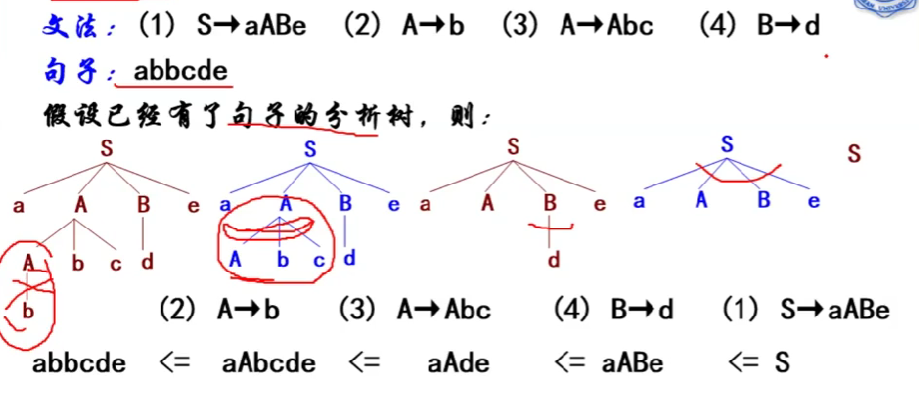 文法：(1) S→aABe (2) A→b (3) A→Abc (4) B→d
句子：abbcde
假设已经有了句子的分析树，则：
S S S S S
a A B e a A B e a A B e a A B e
A b c d A b c d d
b
(2) A→b (3) A→Abc (4) B→d (1) S→aABe
abbcde <= aAbcde <= aAde <= aABe <= S